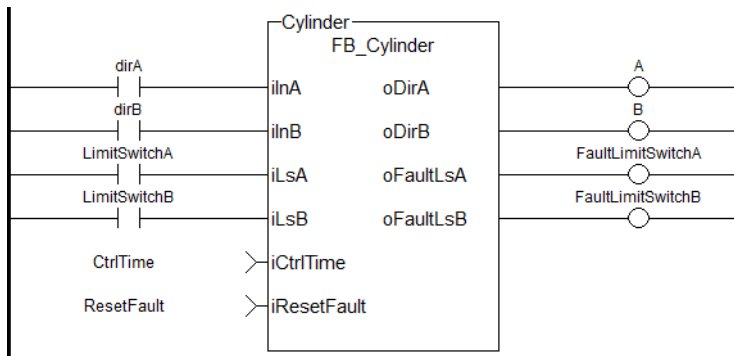 Cylinder
FB_Cylinder
dirA
iInA
oDirA
A
dirB
iInB
oDirB
B
LimitSwitchA
iLsA
oFaultLsA
FaultLimitSwitchA
LimitSwitchB
iLsB
oFaultLsB
FaultLimitSwitchB
CtrlTime
iCtrlTime
ResetFault
iResetFault